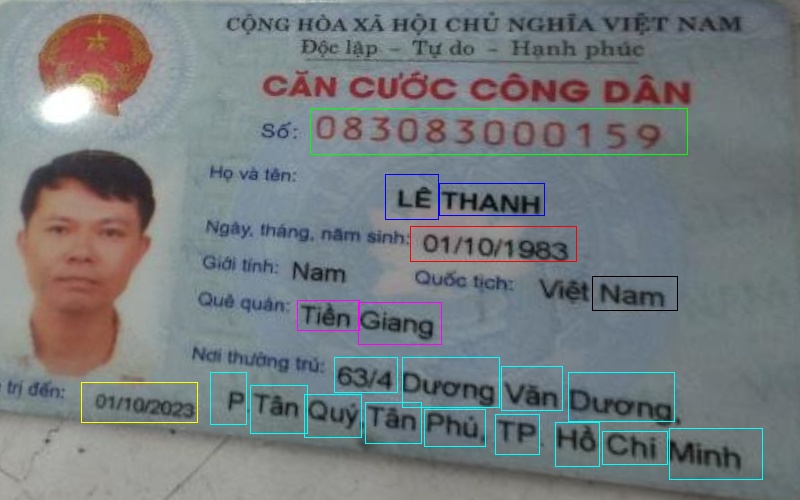 CỘNG HÒA XÃ HỘI CHỦ NGHĨA VIỆT NAM
Độc lập - Tự do - Hạnh phúc
CĂN CƯỚC CÔNG DÂN
Số: 083083000159
Họ và tên:
LÊ THANH
Ngày, tháng, năm sinh: 01/10/1983
Giới tính: Nam Quốc tịch: Việt Nam
Quê quán: Tiền Giang
Nơi thường trú: 63/4 Dương Văn Dương,
trị đến: 01/10/2023 P.Tân Quý,Tân Phú, TP. Hồ Chí Minh